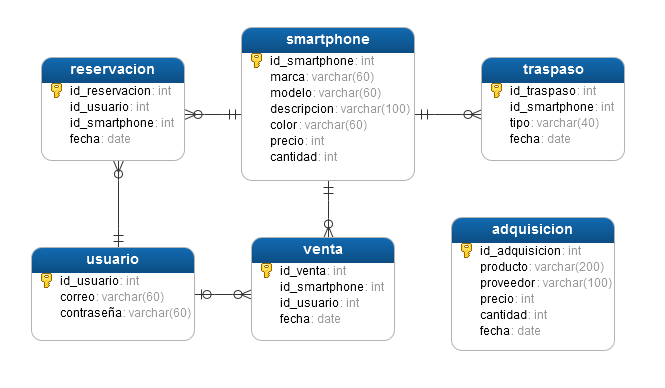 smartphone
id_smartphone: int
marca: varchar(60)
modelo: varchar(60)
descripcion: varchar(100)
color: varchar(60)
precio: int
cantidad: int
reservacion
id_reservacion: int
id_usuario: int
id_smartphone: int
fecha: date
traspaso
id_traspaso: int
id_smartphone: int
tipo: varchar(40)
fecha: date
usuario
id_usuario: int
correo: varchar(60)
contraseña: varchar(60)
venta
id_venta: int
id_smartphone: int
id_usuario: int
fecha: date
adquisicion
id_adquisicion: int
producto: varchar(200)
proveedor: varchar(100)
precio: int
cantidad: int
fecha: date